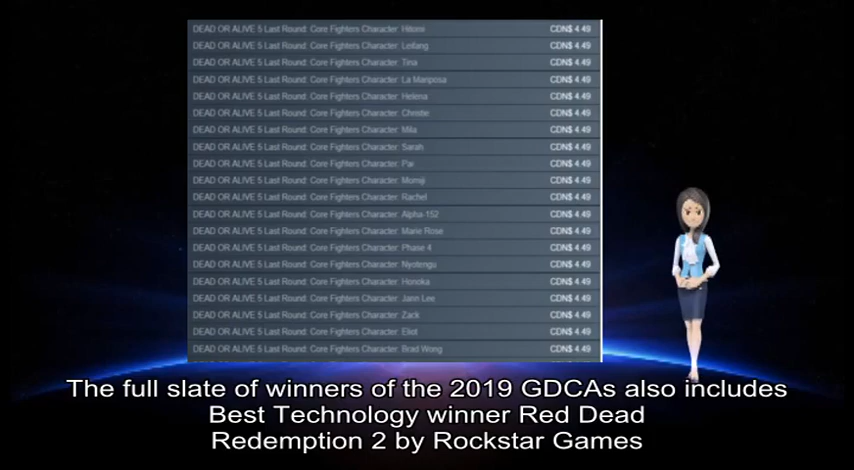 DEAD OR ALIVE 5 Last Round: Core Fighters Character: Hitomi CDN$ 4.49
DEAD OR ALIVE 5 Last Round: Core Fighters Character: Leifang CDN$ 4.49
DEAD OR ALIVE 5 Last Round: Core Fighters Character: Tina CDN$ 4.49
DEAD OR ALIVE 5 Last Round: Core Fighters Character: La Mariposa CDN$ 4.49
DEAD OR ALIVE 5 Last Round: Core Fighters Character: Helena CDN$ 4.49
DEAD OR ALIVE 5 Last Round: Core Fighters Character: Christie CDN$ 4.49
DEAD OR ALIVE 5 Last Round: Core Fighters Character: Mila CDN$ 4.49
DEAD OR ALIVE 5 Last Round: Core Fighters Character: Sarah CDN$ 4.49
DEAD OR ALIVE 5 Last Round: Core Fighters Character: Pai CDN$ 4.49
DEAD OR ALIVE 5 Last Round: Core Fighters Character: Momiji CDN$ 4.49
DEAD OR ALIVE 5 Last Round: Core Fighters Character: Rachel CDN$ 4.49
DEAD OR ALIVE 5 Last Round: Core Fighters Character: Alpha-152 CDN$ 4.49
DEAD OR ALIVE 5 Last Round: Core Fighters Character: Marie Rose CDN$ 4.49
DEAD OR ALIVE 5 Last Round: Core Fighters Character: Phase 4 CDN$ 4.49
DEAD OR ALIVE 5 Last Round: Core Fighters Character: Nyotengu CDN$ 4.49
DEAD OR ALIVE 5 Last Round: Core Fighters Character: Honoka CDN$ 4.49
DEAD OR ALIVE 5 Last Round: Core Fighters Character: Jann Lee CDN$ 4.49
DEAD OR ALIVE 5 Last Round: Core Fighters Character: Zack CDN$ 4.49
DEAD OR ALIVE 5 Last Round: Core Fighters Character: Eliot CDN$ 4.49
DEAD OR ALIVE 5 Last Round: Core Fighters Character: Brad Wong CDN$ 4.49
The full slate of winners of the 2019 GDCAs also includes
Best Technology winner Red Dead
Redemption 2 by Rockstar Games